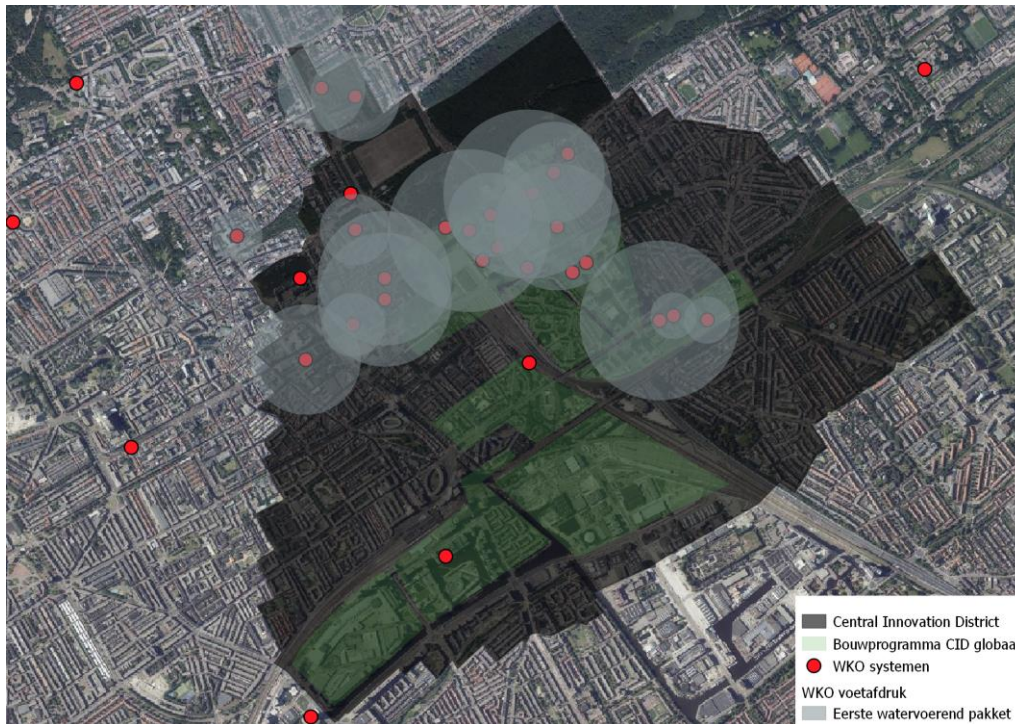 Central Innovation District
Bouwprogramma CID globaa
WKO systemen
WKO voetafdruk
Eerste watervoerend pakket